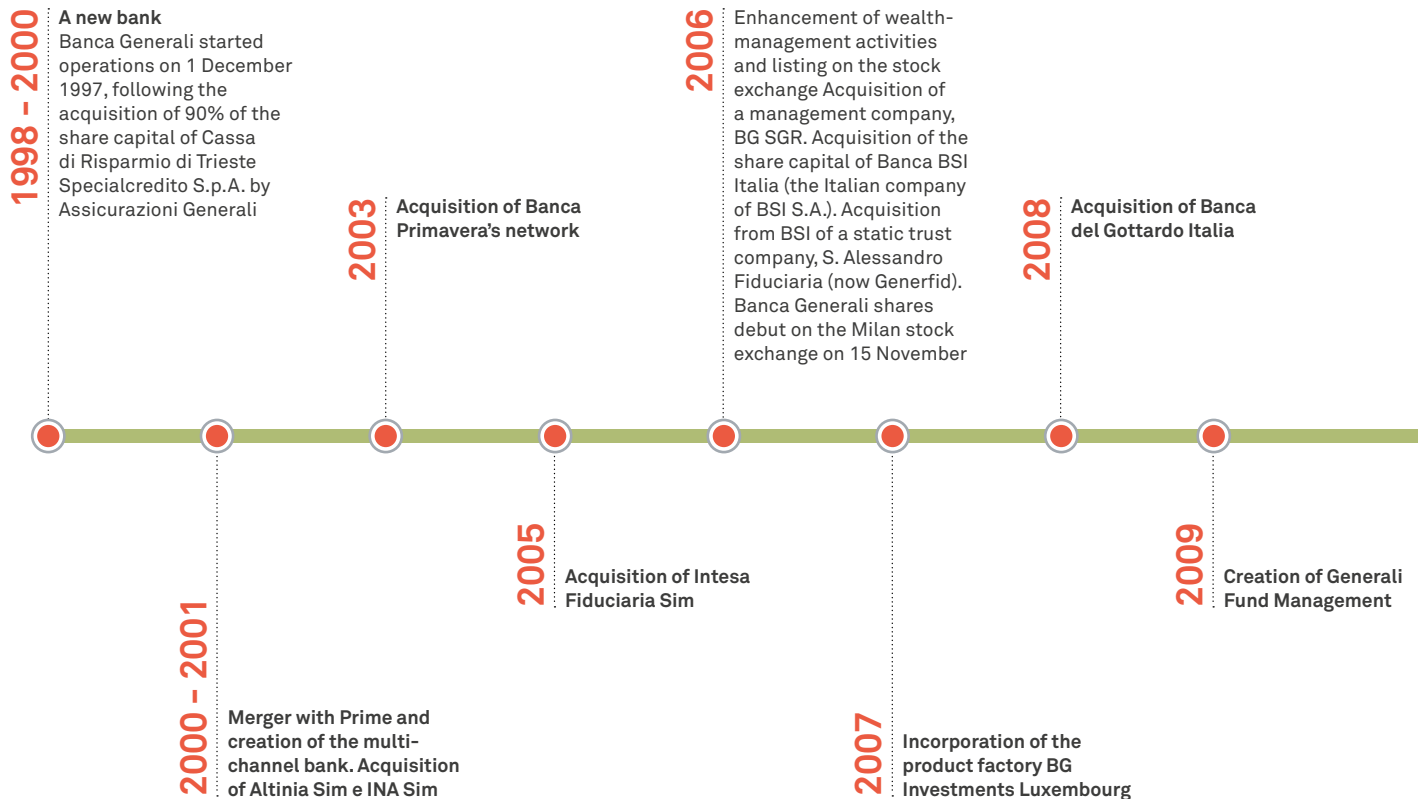 1998 – 2000
A new bank
Banca Generali started
operations on 1 December
1997, following the
acquisition of 90% of the
share capital of Cassa
di Risparmio di Trieste
Specialcredito S.p.A. by
Assicurazioni Generali
2000 – 2001
Merger with Prime and
creation of the multi-
channel bank. Acquisition
of Altinia Sim e INA Sim
2003
Acquisition of Banca
Primavera’s network
2005
Acquisition of Intesa
Fiduciaria Sim
2006
Enhancement of wealth-
management activities
and listing on the stock
exchange Acquisition of
a management company,
BG SGR. Acquisition of the
share capital of Banca BSI
Italia (the Italian company
of BSI S.A.). Acquisition
from BSI of a static trust
company, S. Alessandro
Fiduciaria (now Generfid).
Banca Generali shares
debut on the Milan stock
exchange on 15 November
2007
Incorporation of the
product factory BG
Investments Luxembourg
2008
Acquisition of Banca
del Gottardo Italia
2009
Creation of Generali
Fund Management